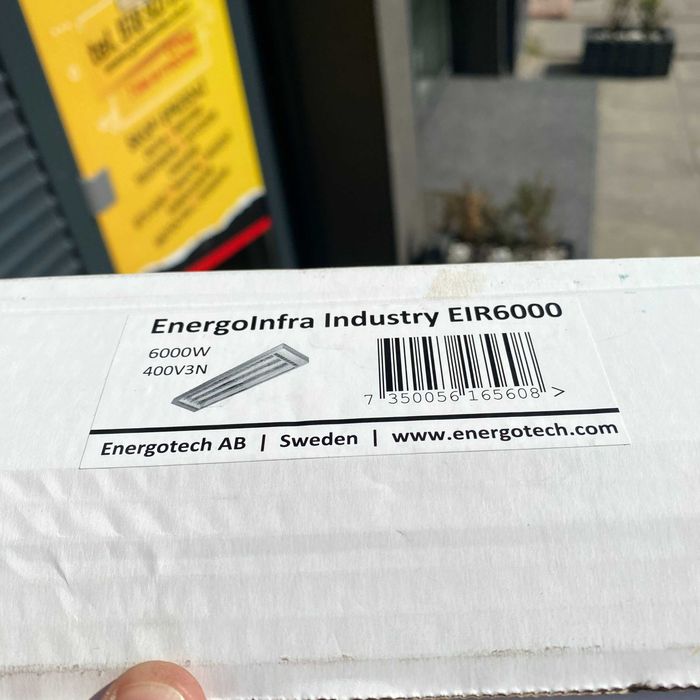 EnergoInfra Industry EIR6000
6000W
400V3N
7 350056 165608 >
Energotech AB | Sweden | www.energotech.com